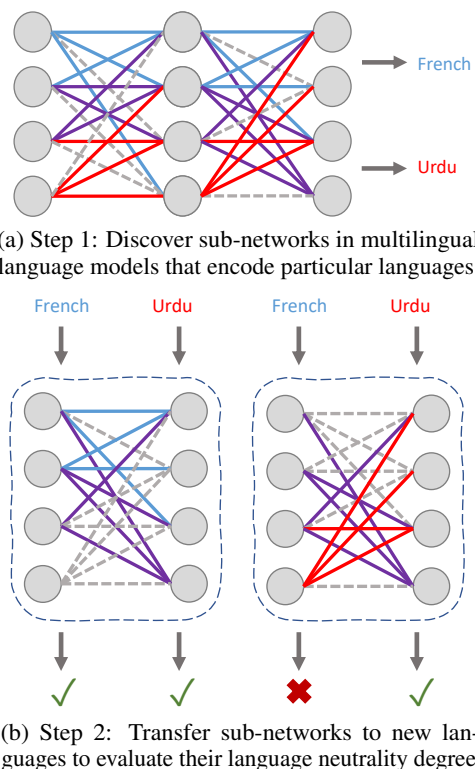 French
Urdu
(a) Step 1: Discover sub-networks in multilingual
language models that encode particular languages
French Urdu French Urdu
(b) Step 2: Transfer sub-networks to new lan-
guages to evaluate their language neutrality degree